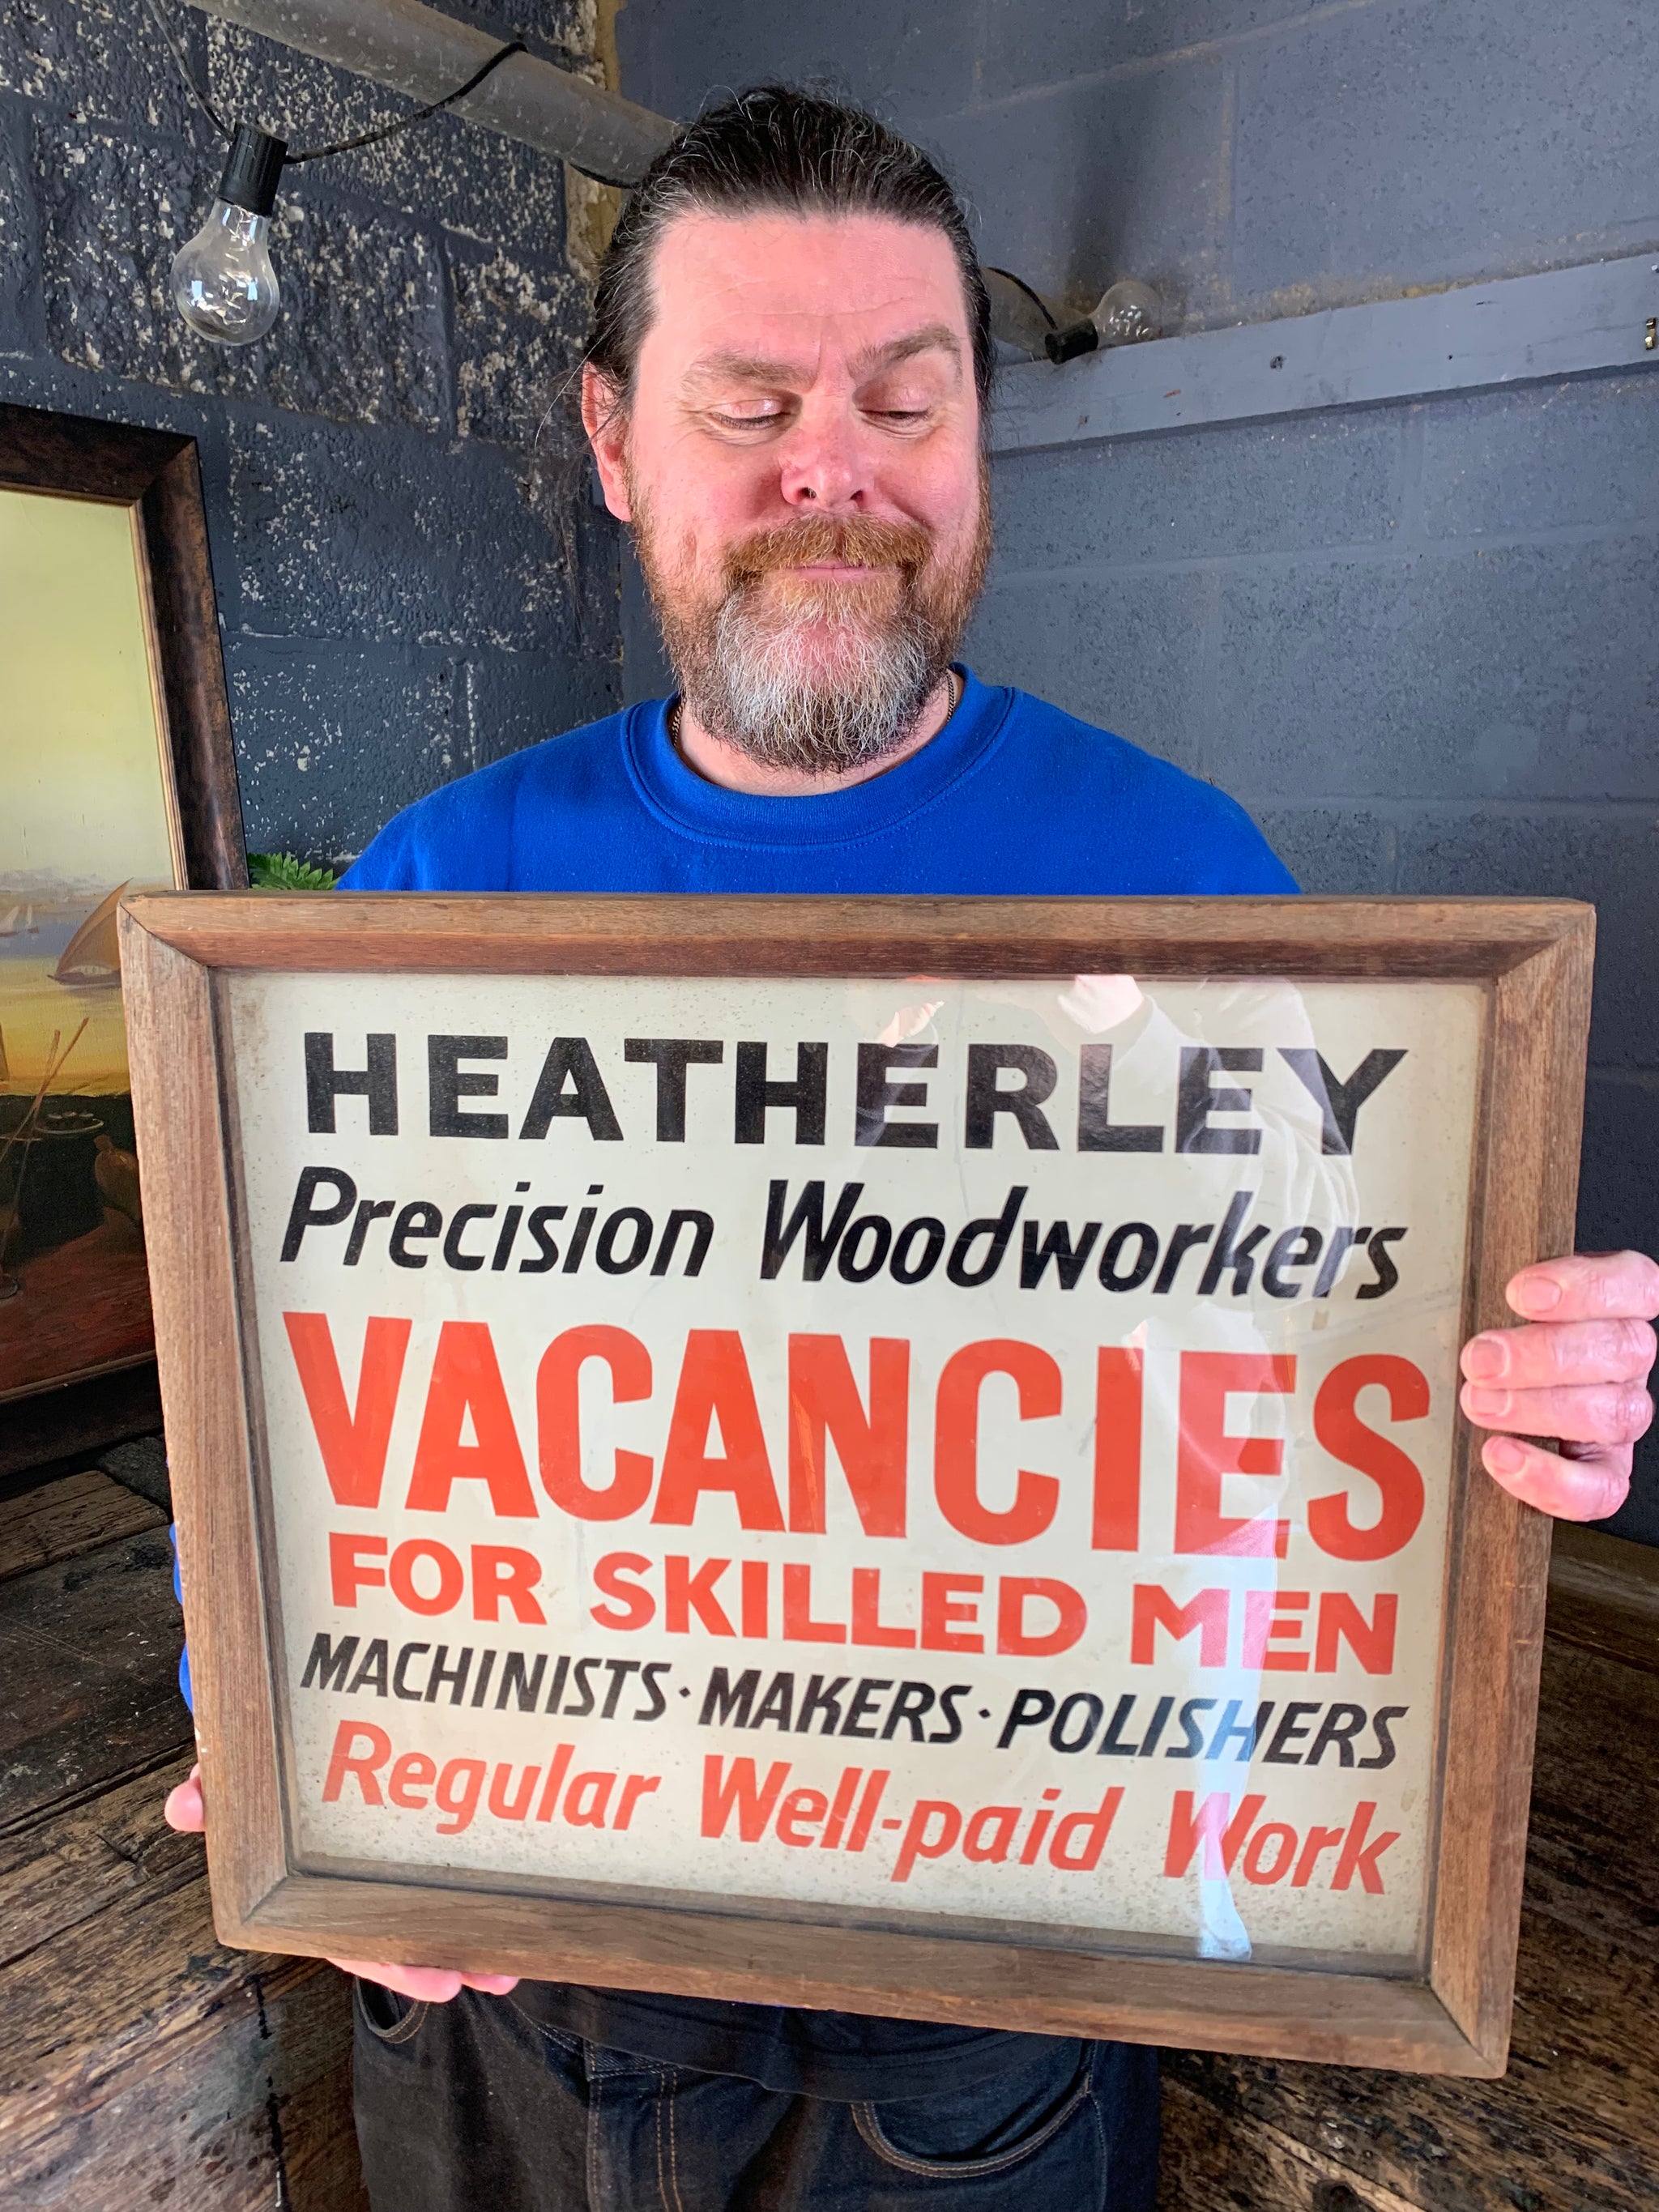 HEATHERLEY
Precision Woodworkers
VACANCIES
FOR SKILLED MEN
MACHINISTS · MAKERS · POLISHERS
Regular Well-paid Work